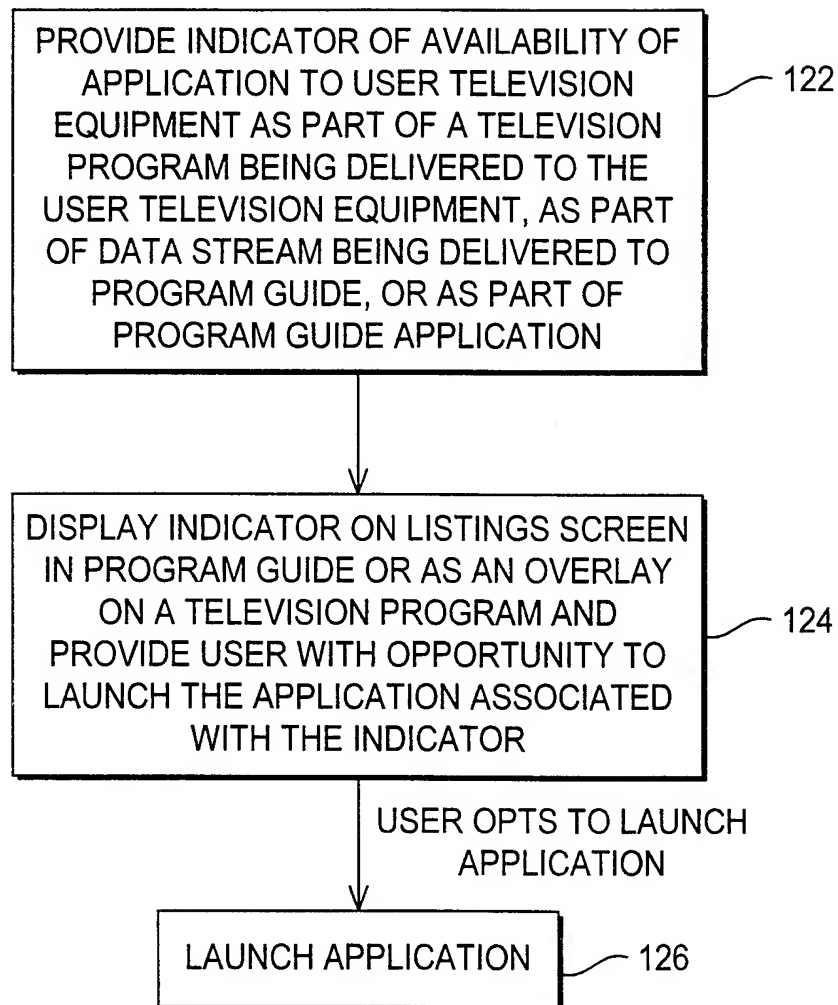 PROVIDE INDICATOR OF AVAILABILITY OF
APPLICATION TO USER TELEVISION
EQUIPMENT AS PART OF A TELEVISION
PROGRAM BEING DELIVERED TO THE
USER TELEVISION EQUIPMENT, AS PART
OF DATA STREAM BEING DELIVERED TO
PROGRAM GUIDE, OR AS PART OF
PROGRAM GUIDE APPLICATION
122
DISPLAY INDICATOR ON LISTINGS SCREEN
IN PROGRAM GUIDE OR AS AN OVERLAY
ON A TELEVISION PROGRAM AND
PROVIDE USER WITH OPPORTUNITY TO
LAUNCH THE APPLICATION ASSOCIATED
WITH THE INDICATOR
124
USER OPTS TO LAUNCH
APPLICATION
LAUNCH APPLICATION
126